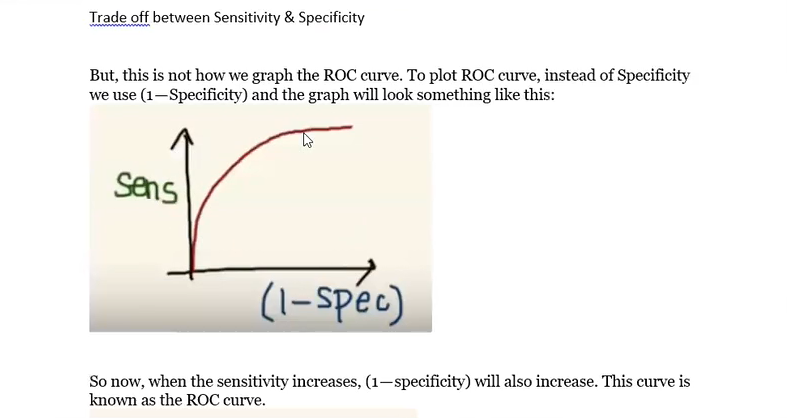 Trade off between Sensitivity & Specificity
But, this is not how we graph the ROC curve. To plot ROC curve, instead of Specificity
we use (1—Specificity) and the graph will look something like this:
Sens
(1-Spec)
So now, when the sensitivity increases, (1—specificity) will also increase. This curve is
known as the ROC curve.